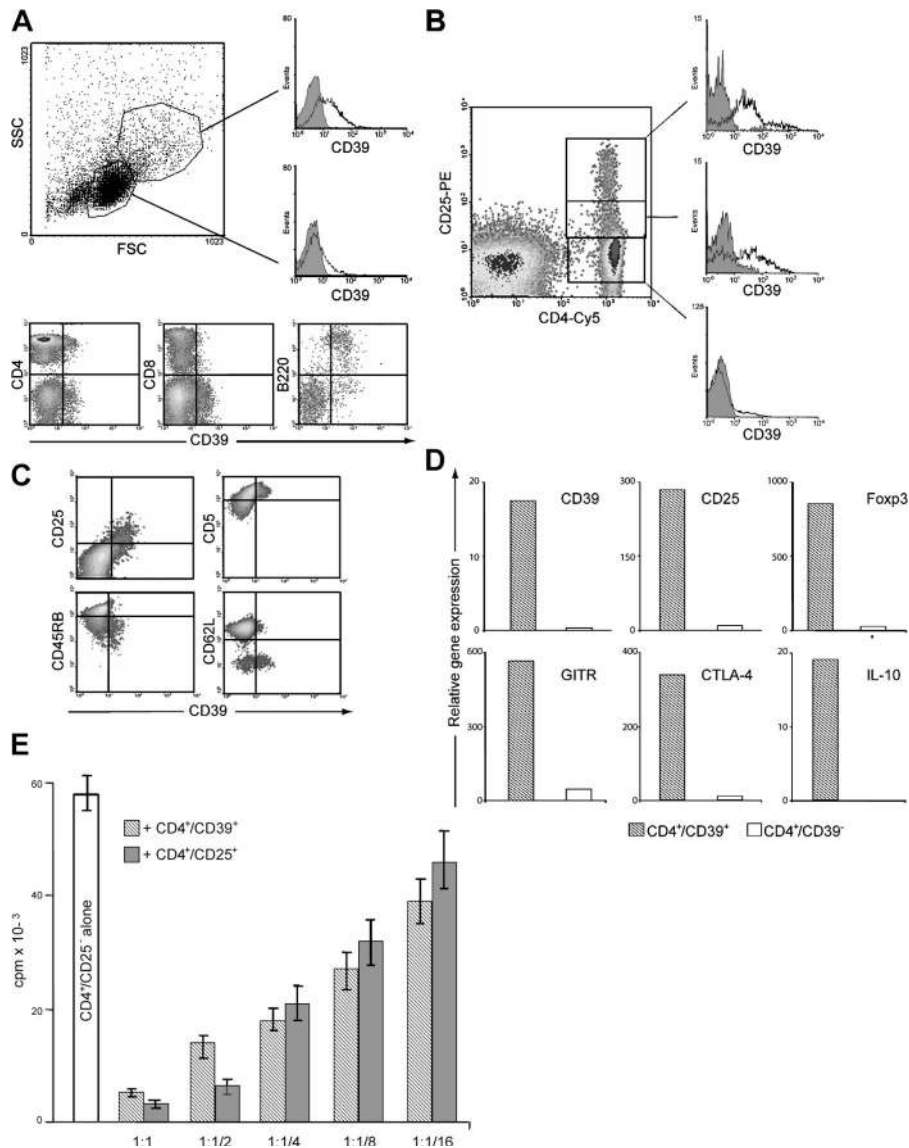 A
1023
SSC
0
FSC
1023
80
Events
CD39
80
Events
CD39
CD4
CD8
B220
CD39
B
CD25-PE
CD4-Cy5
15
Events
CD39
15
Events
CD39
128
Events
CD39
C
CD25
CD5
CD45RB
CD62L
CD39
D
Relative gene expression
20
10
0
CD39
300
150
0
CD25
1000
500
0
Foxp3
600
300
0
GITR
400
200
0
CTLA-4
20
10
0
IL-10
CD4⁺/CD39⁺
CD4⁺/CD39⁻
E
cpm x 10⁻³
60
40
20
0
CD4⁺/CD25⁻ alone
+ CD4⁺/CD39⁺
+ CD4⁺/CD25⁺
1:1
1:1/2
1:1/4
1:1/8
1:1/16